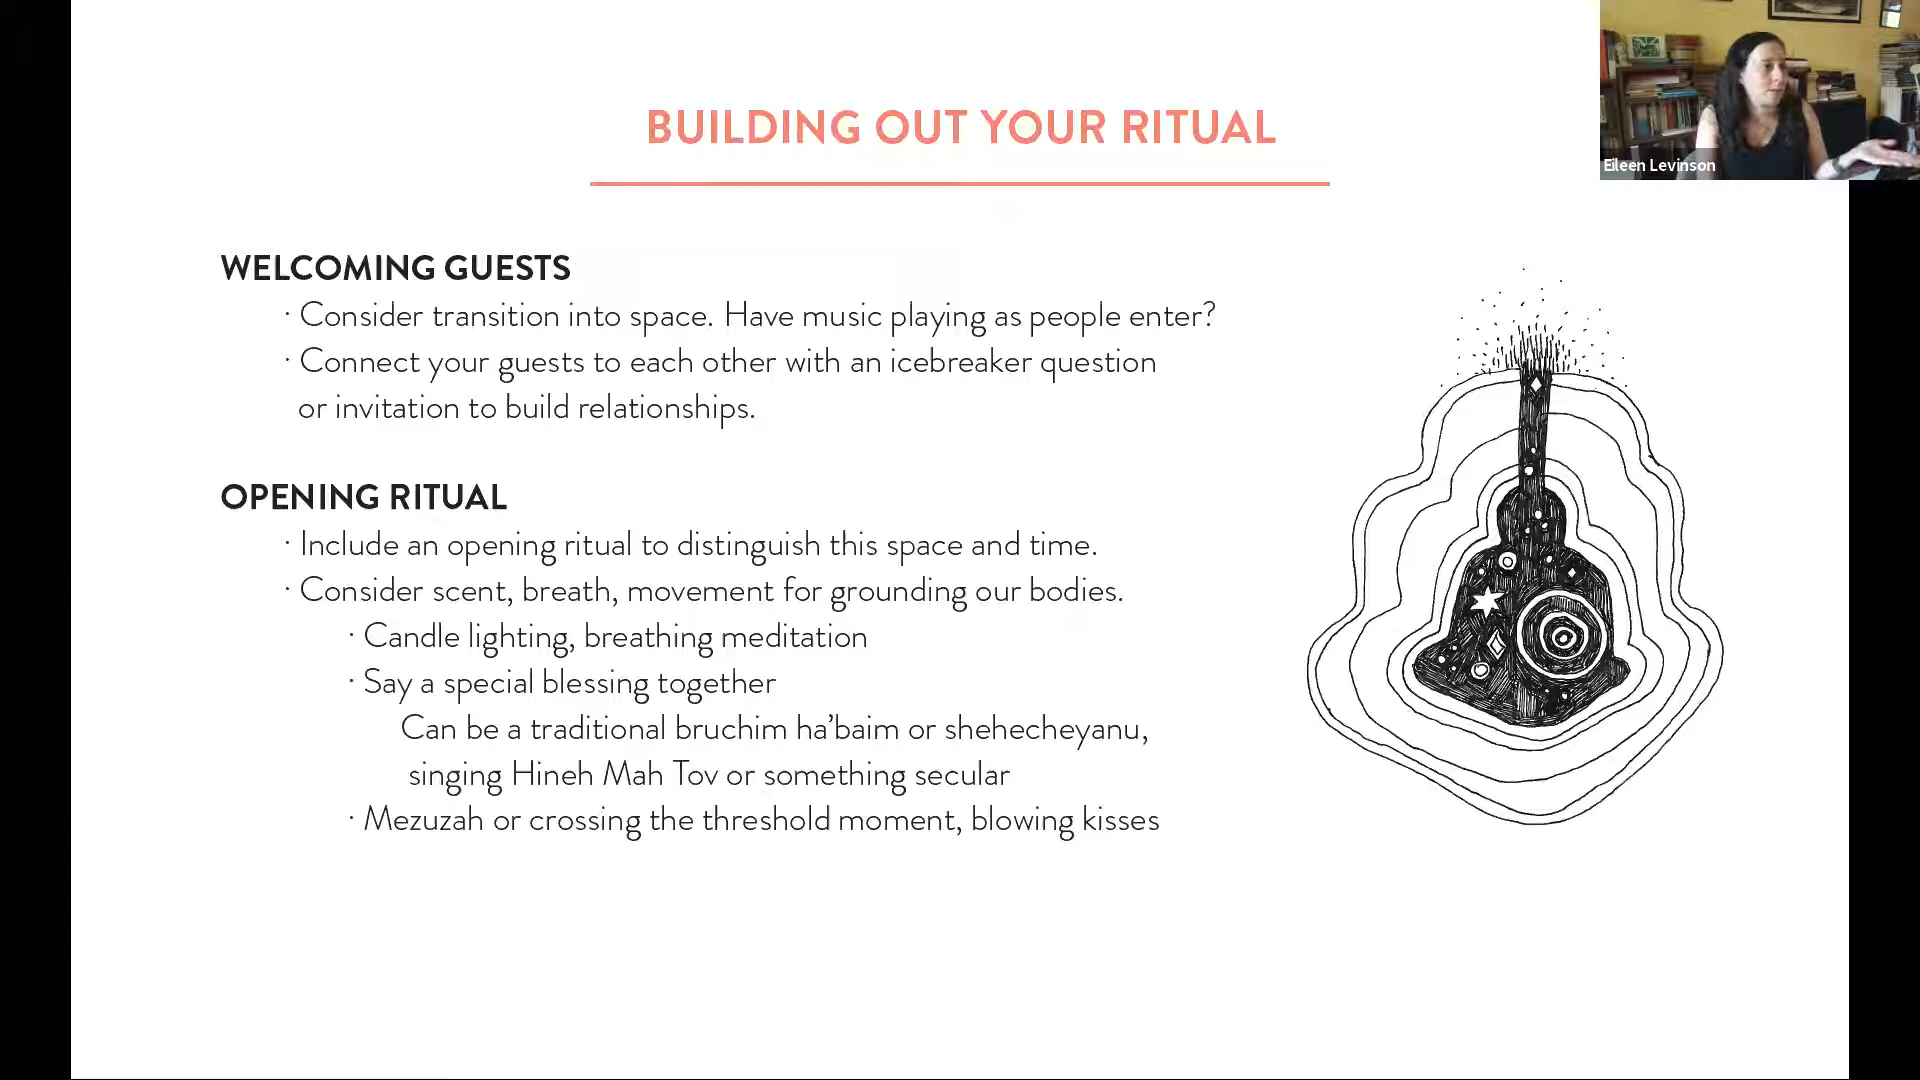 BUILDING OUT YOUR RITUAL
Eileen Levinson
WELCOMING GUESTS
· Consider transition into space. Have music playing as people enter?
· Connect your guests to each other with an icebreaker question
or invitation to build relationships.
OPENING RITUAL
· Include an opening ritual to distinguish this space and time.
· Consider scent, breath, movement for grounding our bodies.
· Candle lighting, breathing meditation
· Say a special blessing together
Can be a traditional bruchim ha’baim or shehecheyanu,
singing Hineh Mah Tov or something secular
· Mezuzah or crossing the threshold moment, blowing kisses